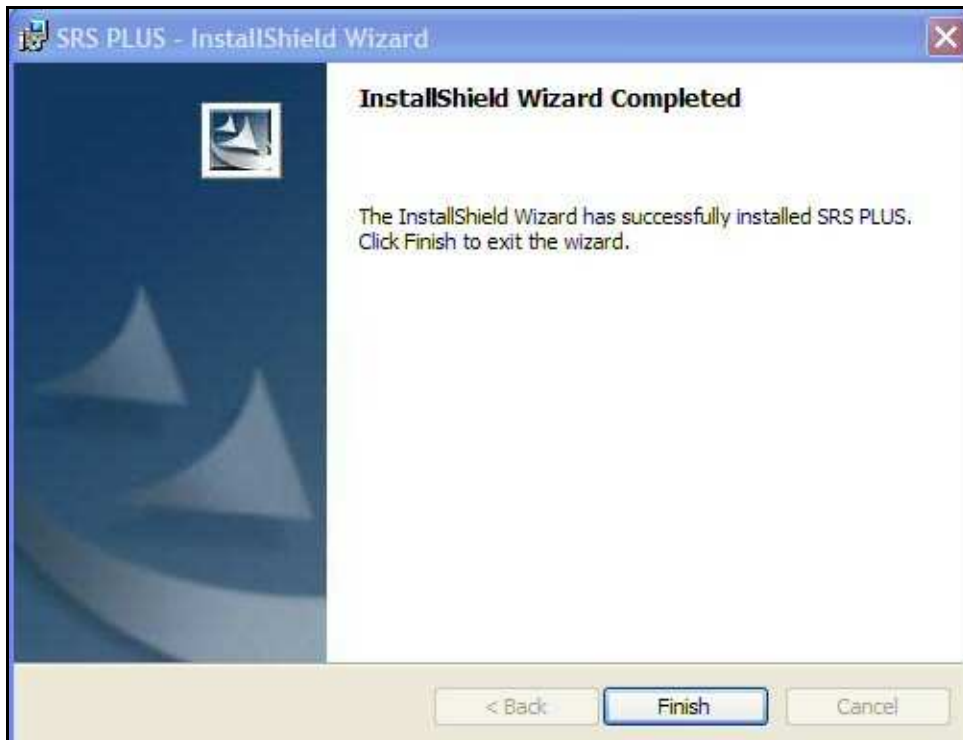 SRS PLUS - InstallShield Wizard
InstallShield Wizard Completed
The InstallShield Wizard has successfully installed SRS PLUS.
Click Finish to exit the wizard.
< Back Finish Cancel